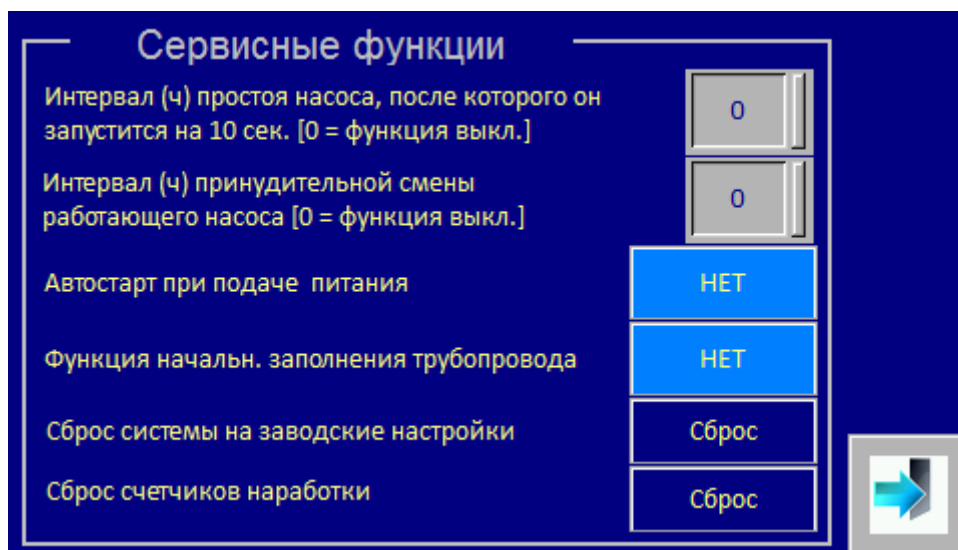 Сервисные функции
Интервал (ч) простоя насоса, после которого он
запустится на 10 сек. [0 = функция выкл.]
0
Интервал (ч) принудительной смены
работающего насоса [0 = функция выкл.]
0
Автостарт при подаче питания
НЕТ
Функция начальн. заполнения трубопровода
НЕТ
Сброс системы на заводские настройки
Сброс
Сброс счетчиков наработки
Сброс